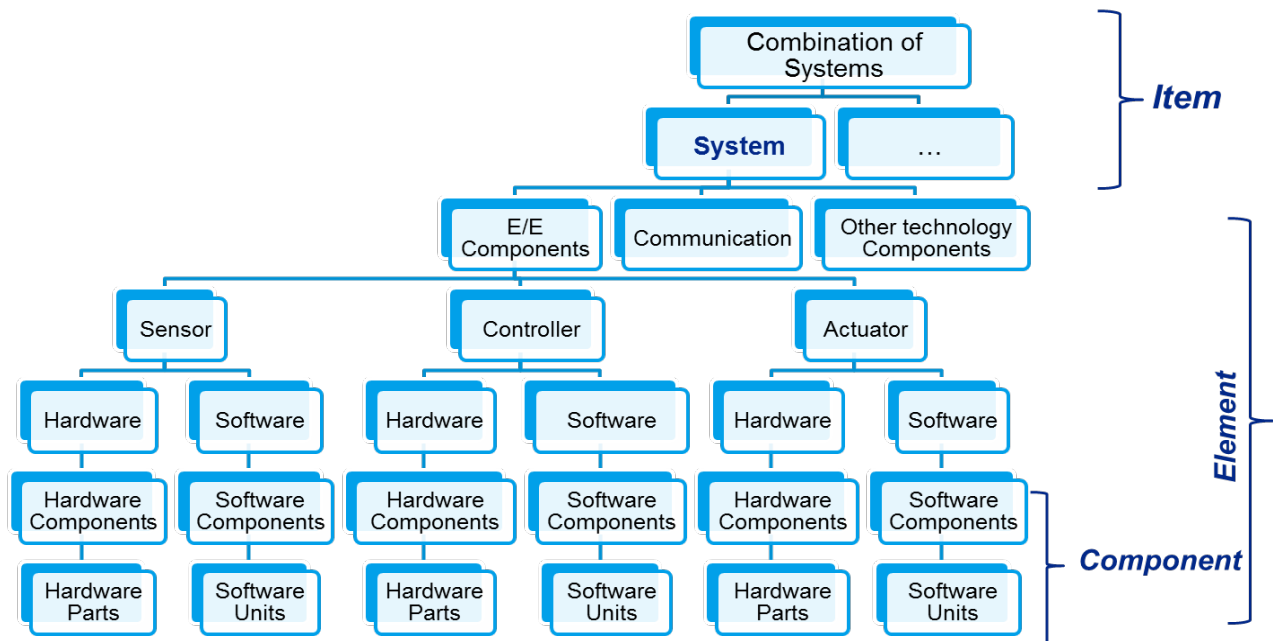 Combination of
Systems
Item
System
...
E/E
Components
Communication
Other technology
Components
Sensor
Controller
Actuator
Hardware
Software
Hardware
Software
Hardware
Software
Element
Hardware
Components
Software
Components
Hardware
Components
Software
Components
Hardware
Components
Software
Components
Component
Hardware
Parts
Software
Units
Hardware
Parts
Software
Units
Hardware
Parts
Software
Units